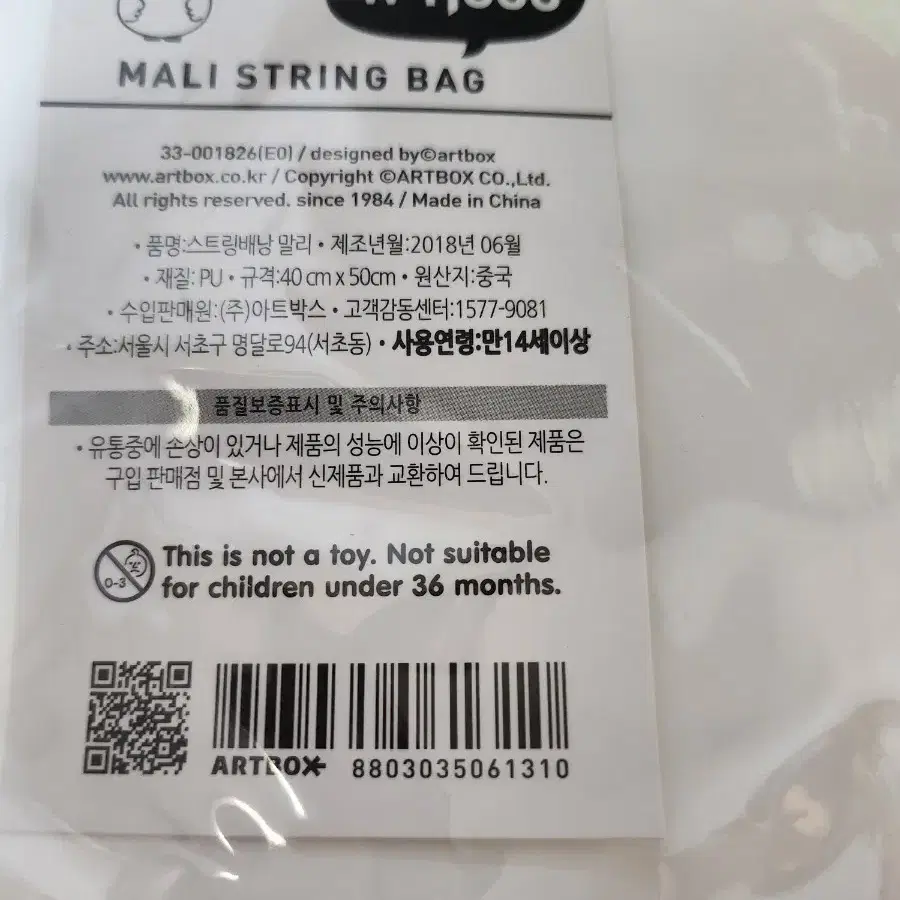 MALI STRING BAG
33-001826(E0) / designed by©artbox
www.artbox.co.kr / Copyright ©ARTBOX CO.,Ltd.
All rights reserved. since 1984 / Made in China
• 품명:스트링배낭 말리 • 제조년월:2018년 06월
• 재질: PU • 규격:40 cm x 50cm • 원산지:중국
• 수입판매원:(주)아트박스 • 고객감동센터:1577-9081
• 주소:서울시 서초구 명달로94(서초동) • 사용연령:만14세이상
품질보증표시 및 주의사항
• 유통중에 손상이 있거나 제품의 성능에 이상이 확인된 제품은
구입 판매점 및 본사에서 신제품과 교환하여 드립니다.
0-3
This is not a toy. Not suitable
for children under 36 months.
ARTBOX 8803035061310